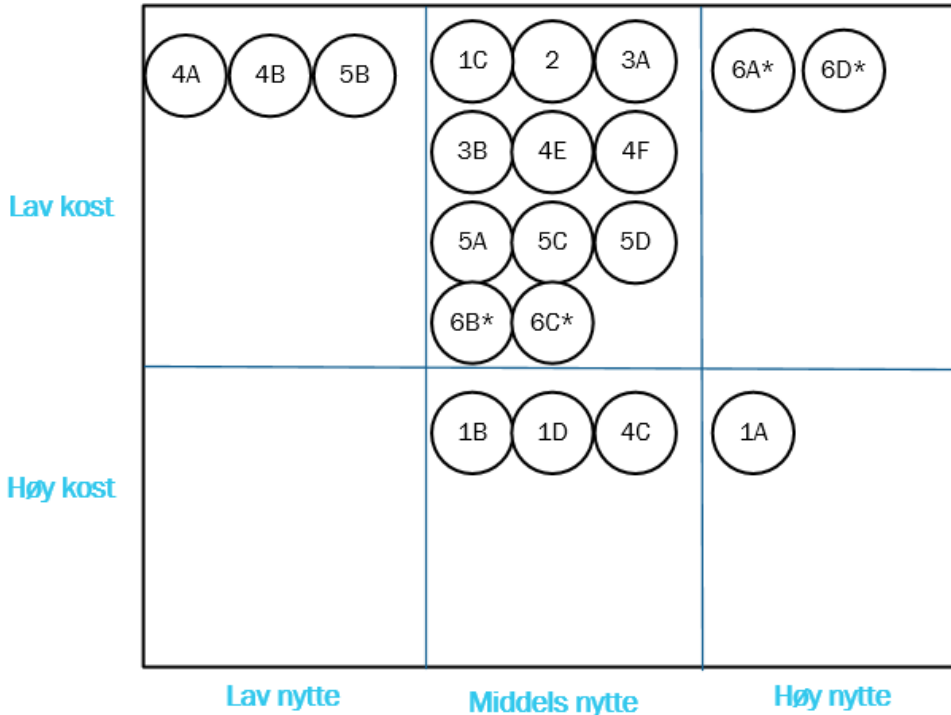 4A 4B 5B 1C 2 3A 6A* 6D*
3B 4E 4F
Lav kost
5A 5C 5D
6B* 6C*
1B 1D 4C 1A
Høy kost
Lav nytte Middels nytte Høy nytte